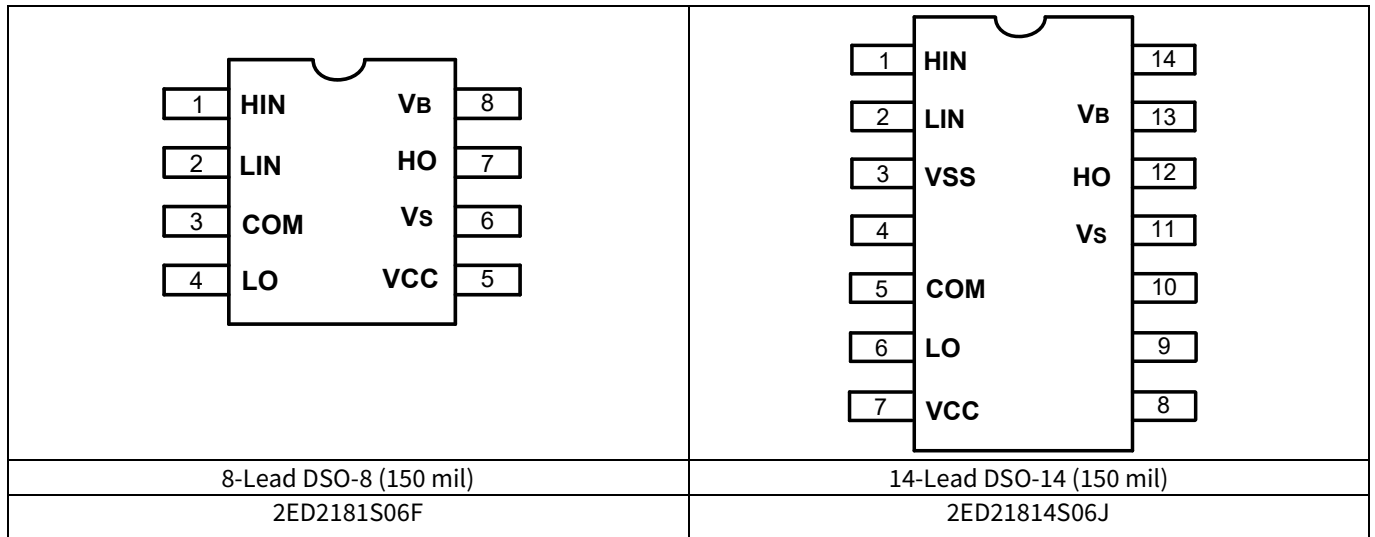 1 HIN VB 8
2 LIN HO 7
3 COM VS 6
4 LO VCC 5
8-Lead DSO-8 (150 mil)
2ED2181S06F
1 HIN 14
2 LIN VB 13
3 VSS HO 12
4 VS 11
5 COM 10
6 LO 9
7 VCC 8
14-Lead DSO-14 (150 mil)
2ED21814S06J